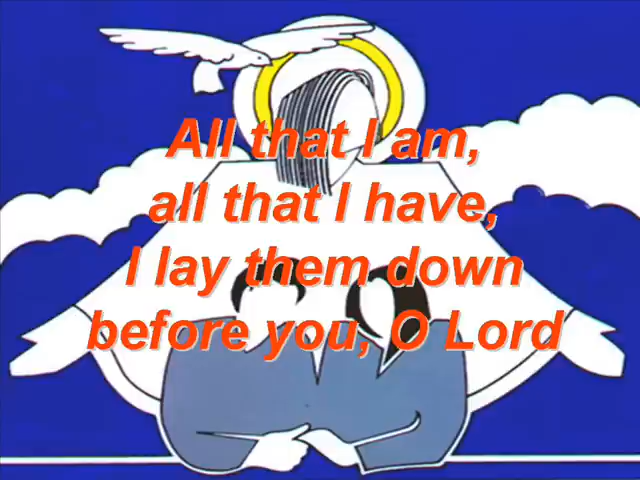 All that I am,
all that I have,
I lay them down
before you, O Lord